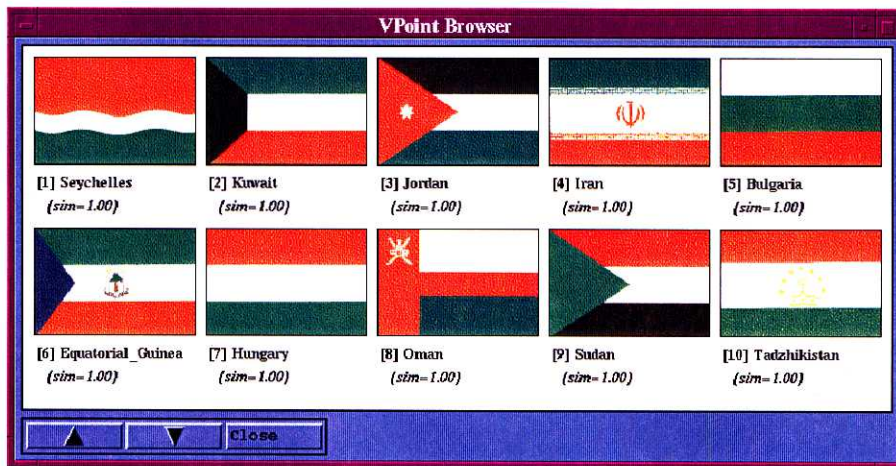 VPoint Browser
[1] Seychelles
(sim=1.00)
[2] Kuwait
(sim=1.00)
[3] Jordan
(sim=1.00)
[4] Iran
(sim=1.00)
[5] Bulgaria
(sim=1.00)
[6] Equatorial_Guinea
(sim=1.00)
[7] Hungary
(sim=1.00)
[8] Oman
(sim=1.00)
[9] Sudan
(sim=1.00)
[10] Tadzhikistan
(sim=1.00)
Close